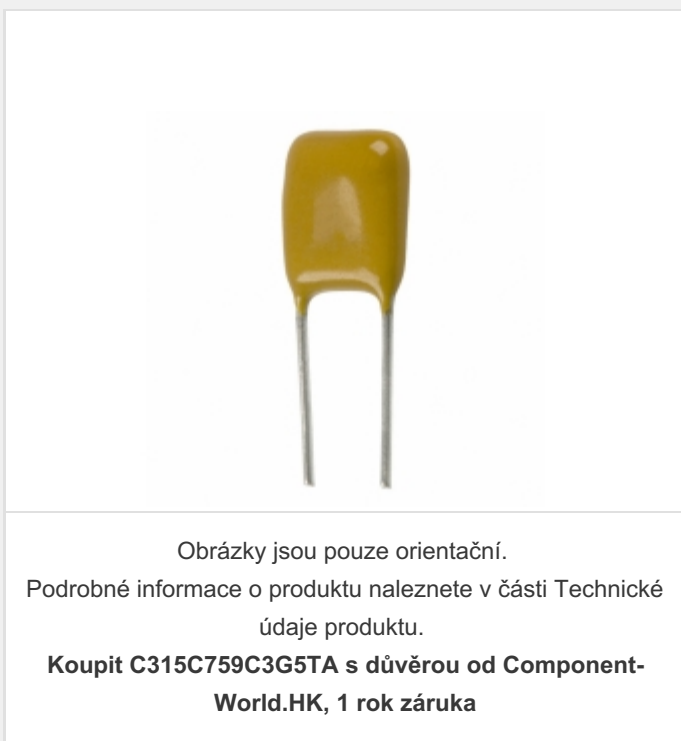 Obrázky jsou pouze orientační.
Podrobné informace o produktu naleznete v části Technické
údaje produktu.
Koupit C315C759C3G5TA s důvěrou od Component-
World.HK, 1 rok záruka